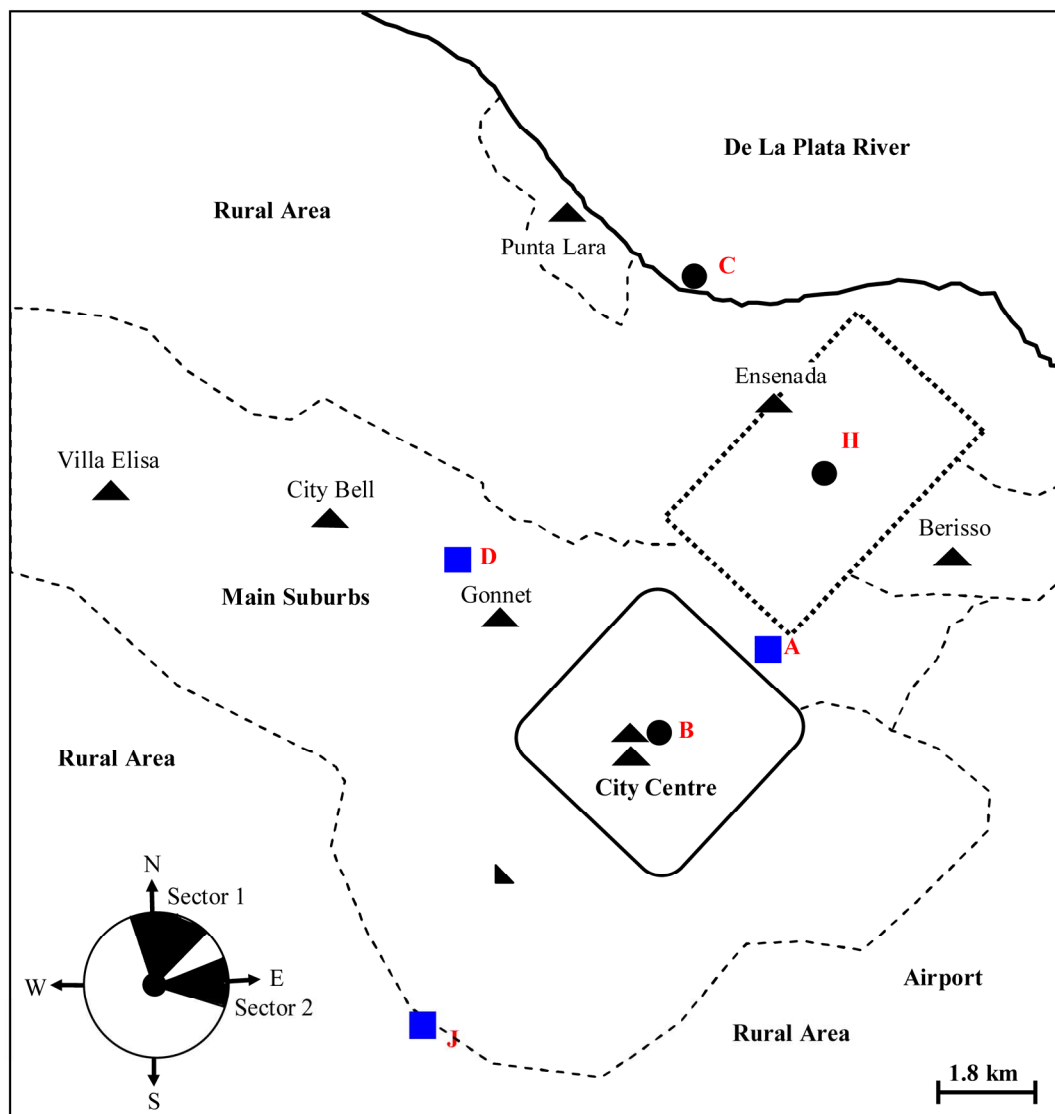 De La Plata River
Rural Area
Punta Lara
C
Ensenada
H
Villa Elisa
City Bell
Berisso
D
Gonnet
Main Suburbs
A
B
Rural Area
City Centre
N
Sector 1
W
E
Sector 2
S
Airport
J
Rural Area
1.8 km